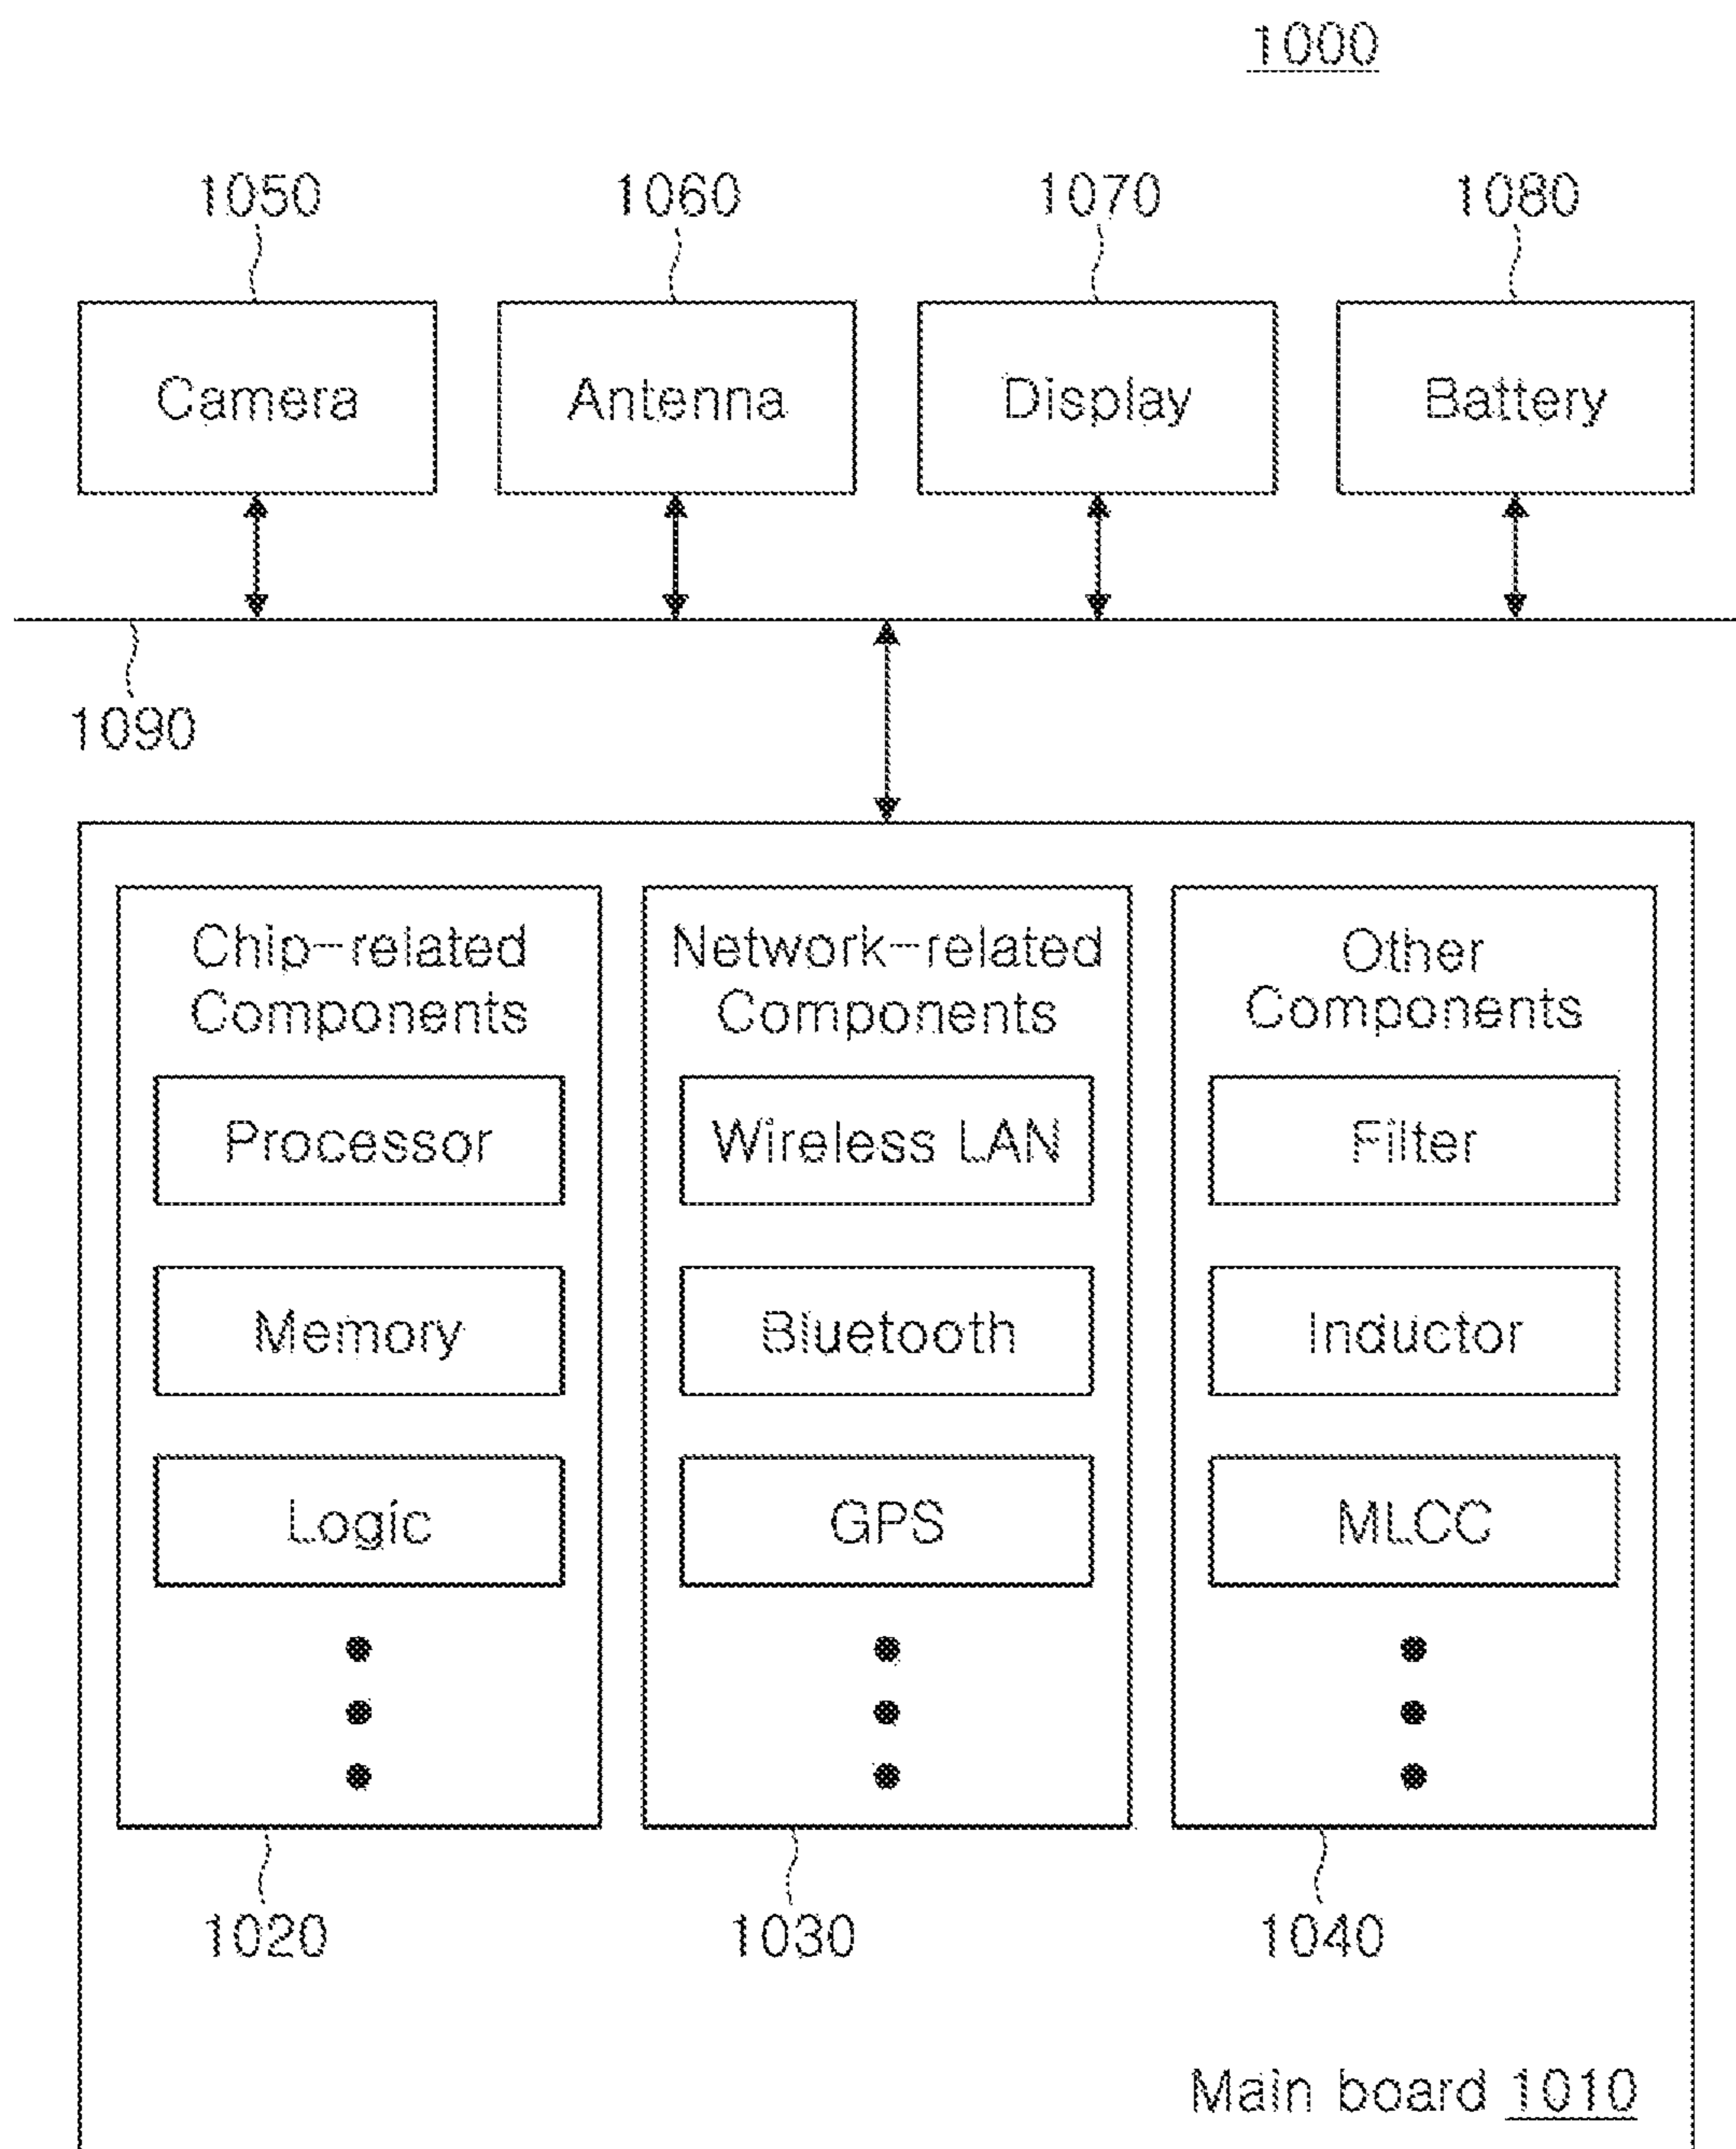 1000
1050 1060 1070 1080
Camera Antenna Display Battery
1090
Chip-related
Components
Processor
Memory
Logic
1020
Network-related
Components
Wireless LAN
Bluetooth
GPS
1030
Other
Components
Filter
Inductor
MLCC
1040
Main board 1010